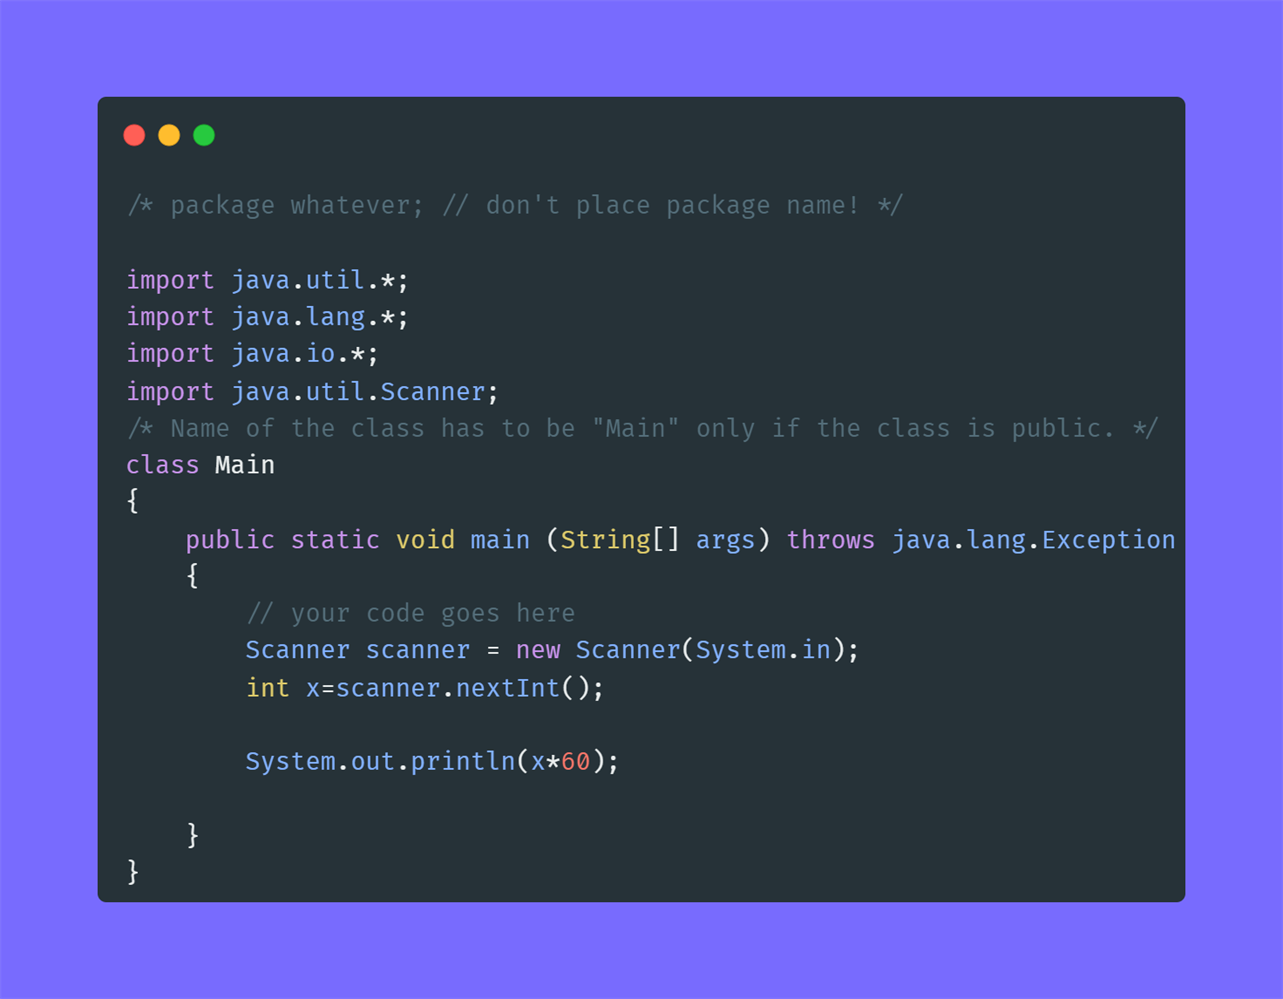 /* package whatever; // don't place package name! */
import java.util.*;
import java.lang.*;
import java.io.*;
import java.util.Scanner;
/* Name of the class has to be "Main" only if the class is public. */
class Main
{
public static void main (String[] args) throws java.lang.Exception
{
// your code goes here
Scanner scanner = new Scanner(System.in);
int x=scanner.nextInt();
System.out.println(x*60);
}
}